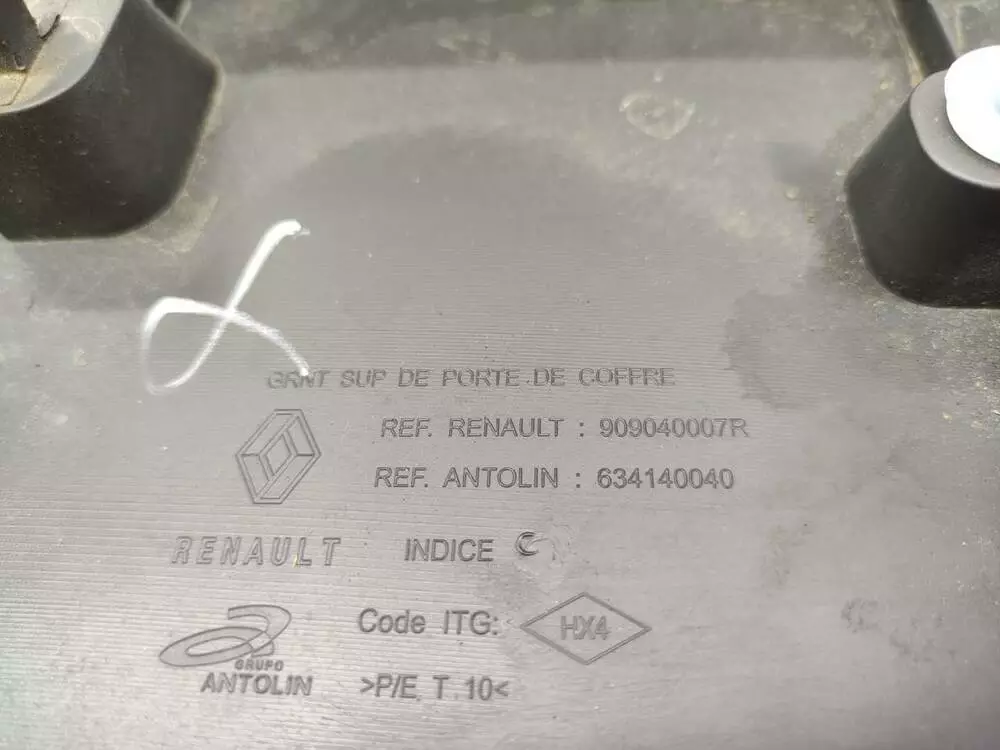 GRNT SUP DE PORTE DE COFFRE
REF. RENAULT : 909040007R
REF. ANTOLIN : 634140040
RENAULT
INDICE C
Code ITG: HX4
GRUPO
ANTOLIN
>P/E T.10<